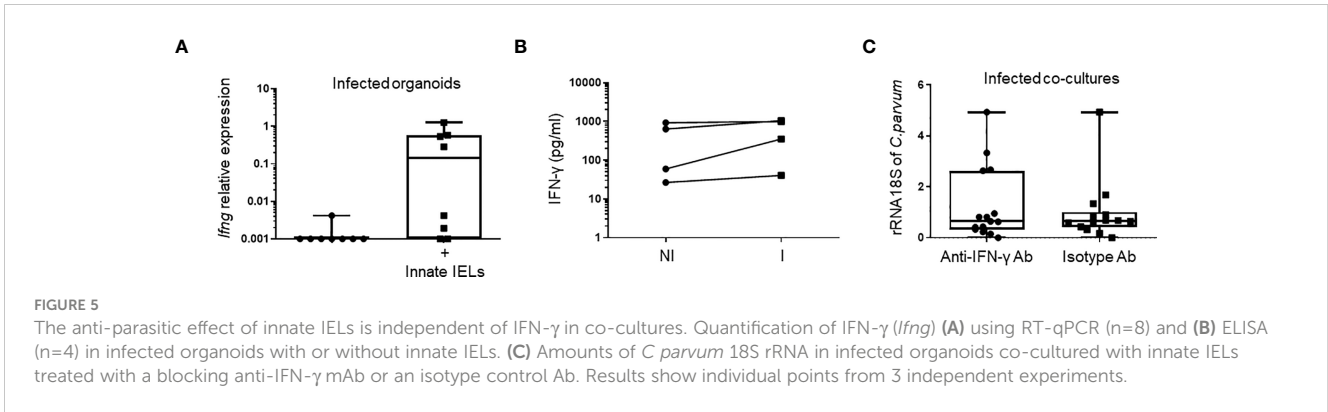 A
B
C
Infected organoids
Ifng relative expression
10
1
0.1
0.01
0.001
+
Innate IELs
IFN-γ (pg/ml)
10000
1000
100
10
1
NI
I
Infected co-cultures
rRNA18S of C.parvum
6
4
2
0
Anti-IFN-γ Ab
Isotype Ab
FIGURE 5
The anti-parasitic effect of innate IELs is independent of IFN-γ in co-cultures. Quantification of IFN-γ (Ifng) (A) using RT-qPCR (n=8) and (B) ELISA
(n=4) in infected organoids with or without innate IELs. (C) Amounts of C parvum 18S rRNA in infected organoids co-cultured with innate IELs
treated with a blocking anti-IFN-γ mAb or an isotype control Ab. Results show individual points from 3 independent experiments.